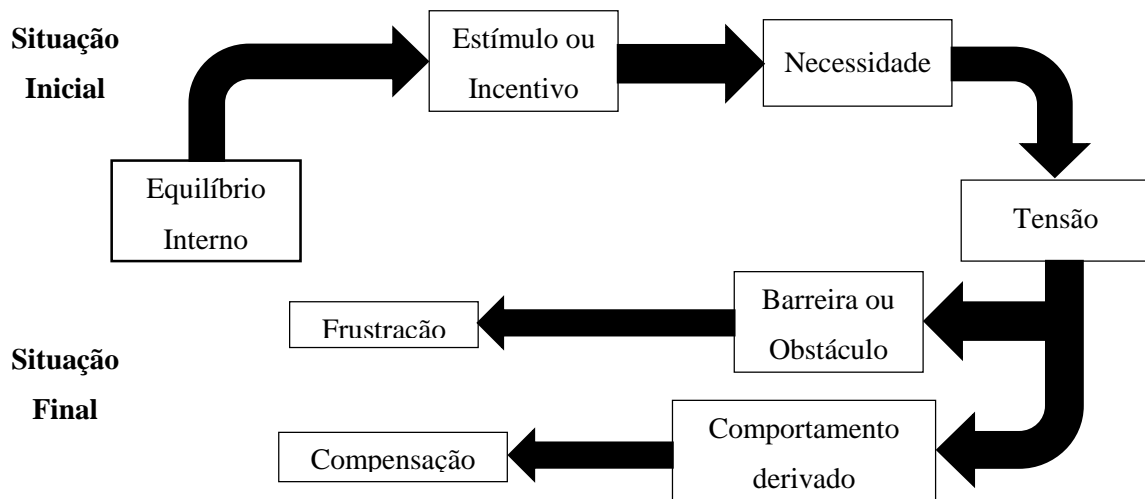 Situação
Inicial
Equilíbrio
Interno
Estímulo ou
Incentivo
Necessidade
Tensão
Situação
Final
Barreira ou
Obstáculo
Frustração
Comportamento
derivado
Compensação